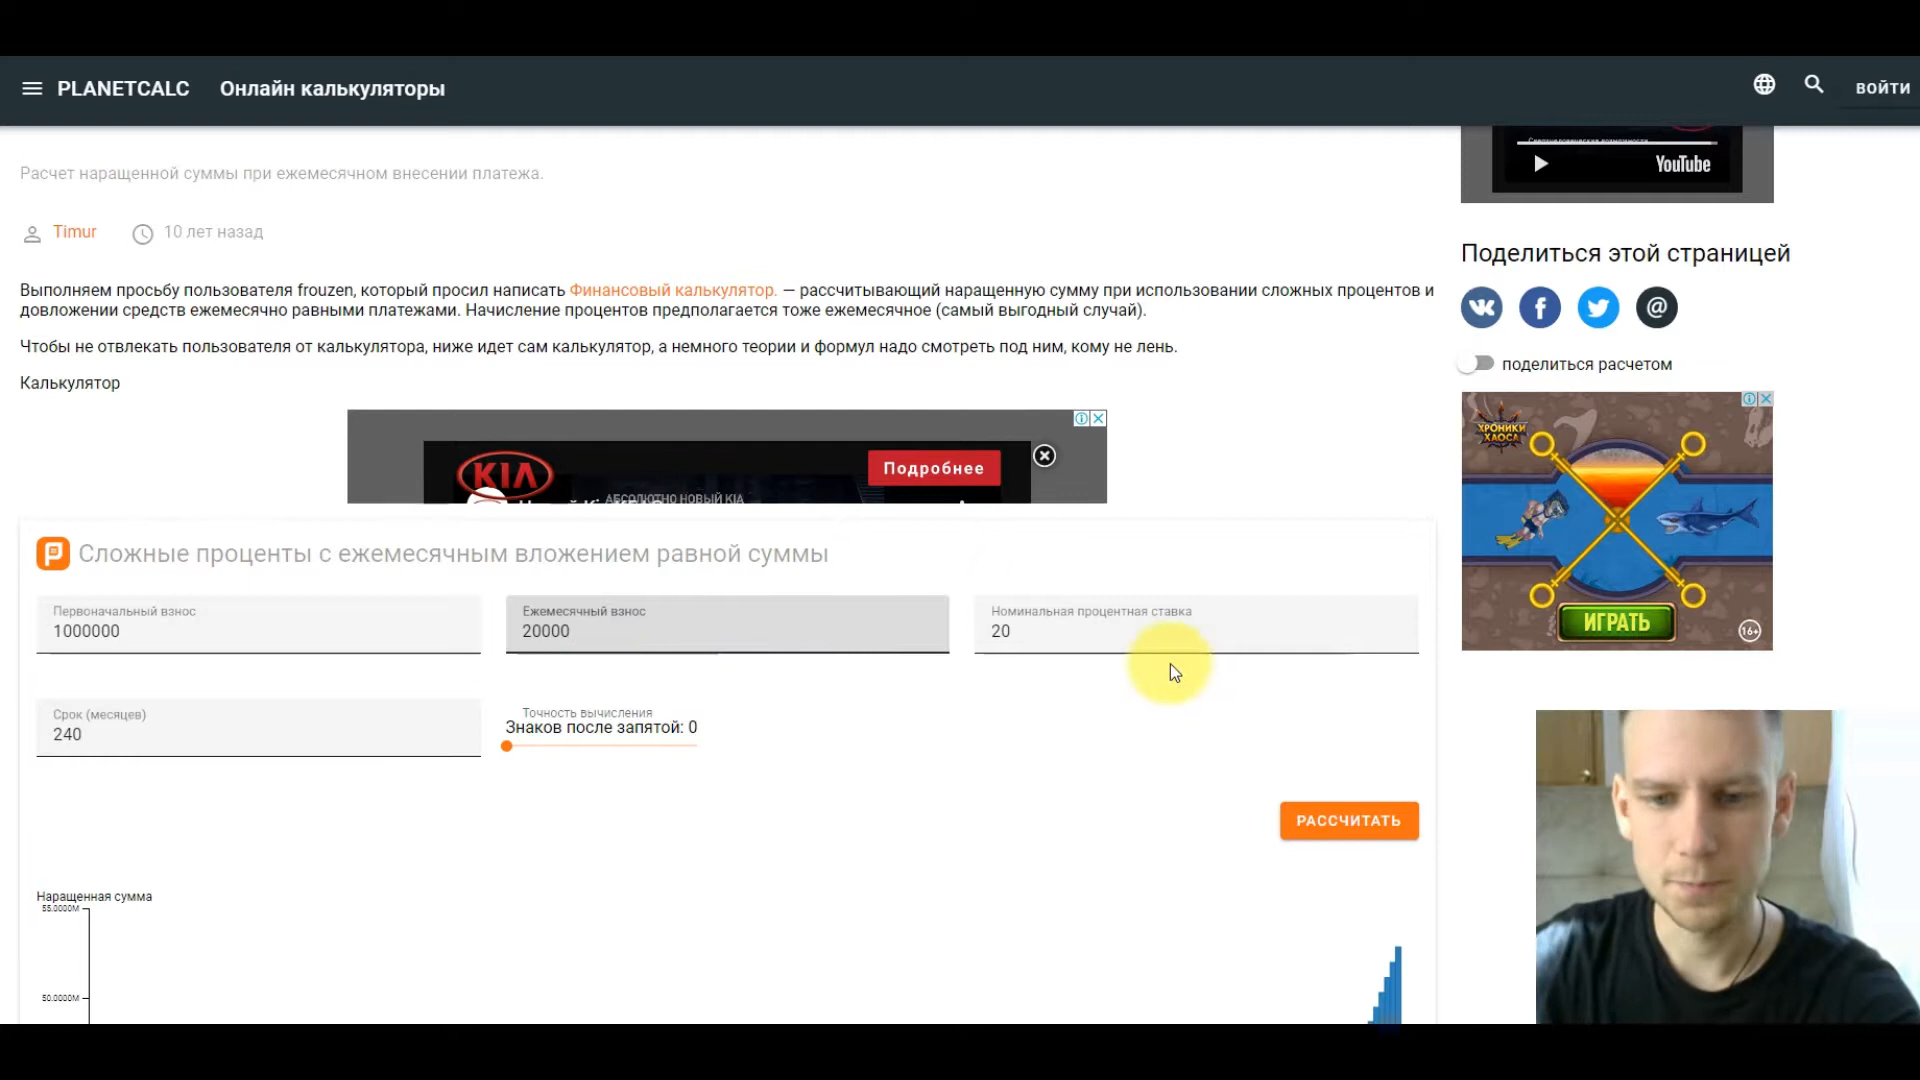 PLANETCALC Онлайн калькуляторы
ВОЙТИ
Расчет наращенной суммы при ежемесячном внесении платежа.
YouTube
Timur 10 лет назад
Поделиться этой страницей
Выполняем просьбу пользователя frouzen, который просил написать Финансовый калькулятор. — рассчитывающий наращенную сумму при использовании сложных процентов и
довложении средств ежемесячно равными платежами. Начисление процентов предполагается тоже ежемесячное (самый выгодный случай).
Чтобы не отвлекать пользователя от калькулятора, ниже идет сам калькулятор, а немного теории и формул надо смотреть под ним, кому не лень.
поделиться расчетом
Калькулятор
KIA
Подробнее
АБСОЛЮТНО НОВЫЙ KIA
ХРОНИКИ
ХАОСА
ИГРАТЬ
16+
Сложные проценты с ежемесячным вложением равной суммы
Первоначальный взнос
1000000
Ежемесячный взнос
20000
Номинальная процентная ставка
20
Срок (месяцев)
240
Точность вычисления
Знаков после запятой: 0
РАССЧИТАТЬ
Наращенная сумма
55.0000M
50.0000M